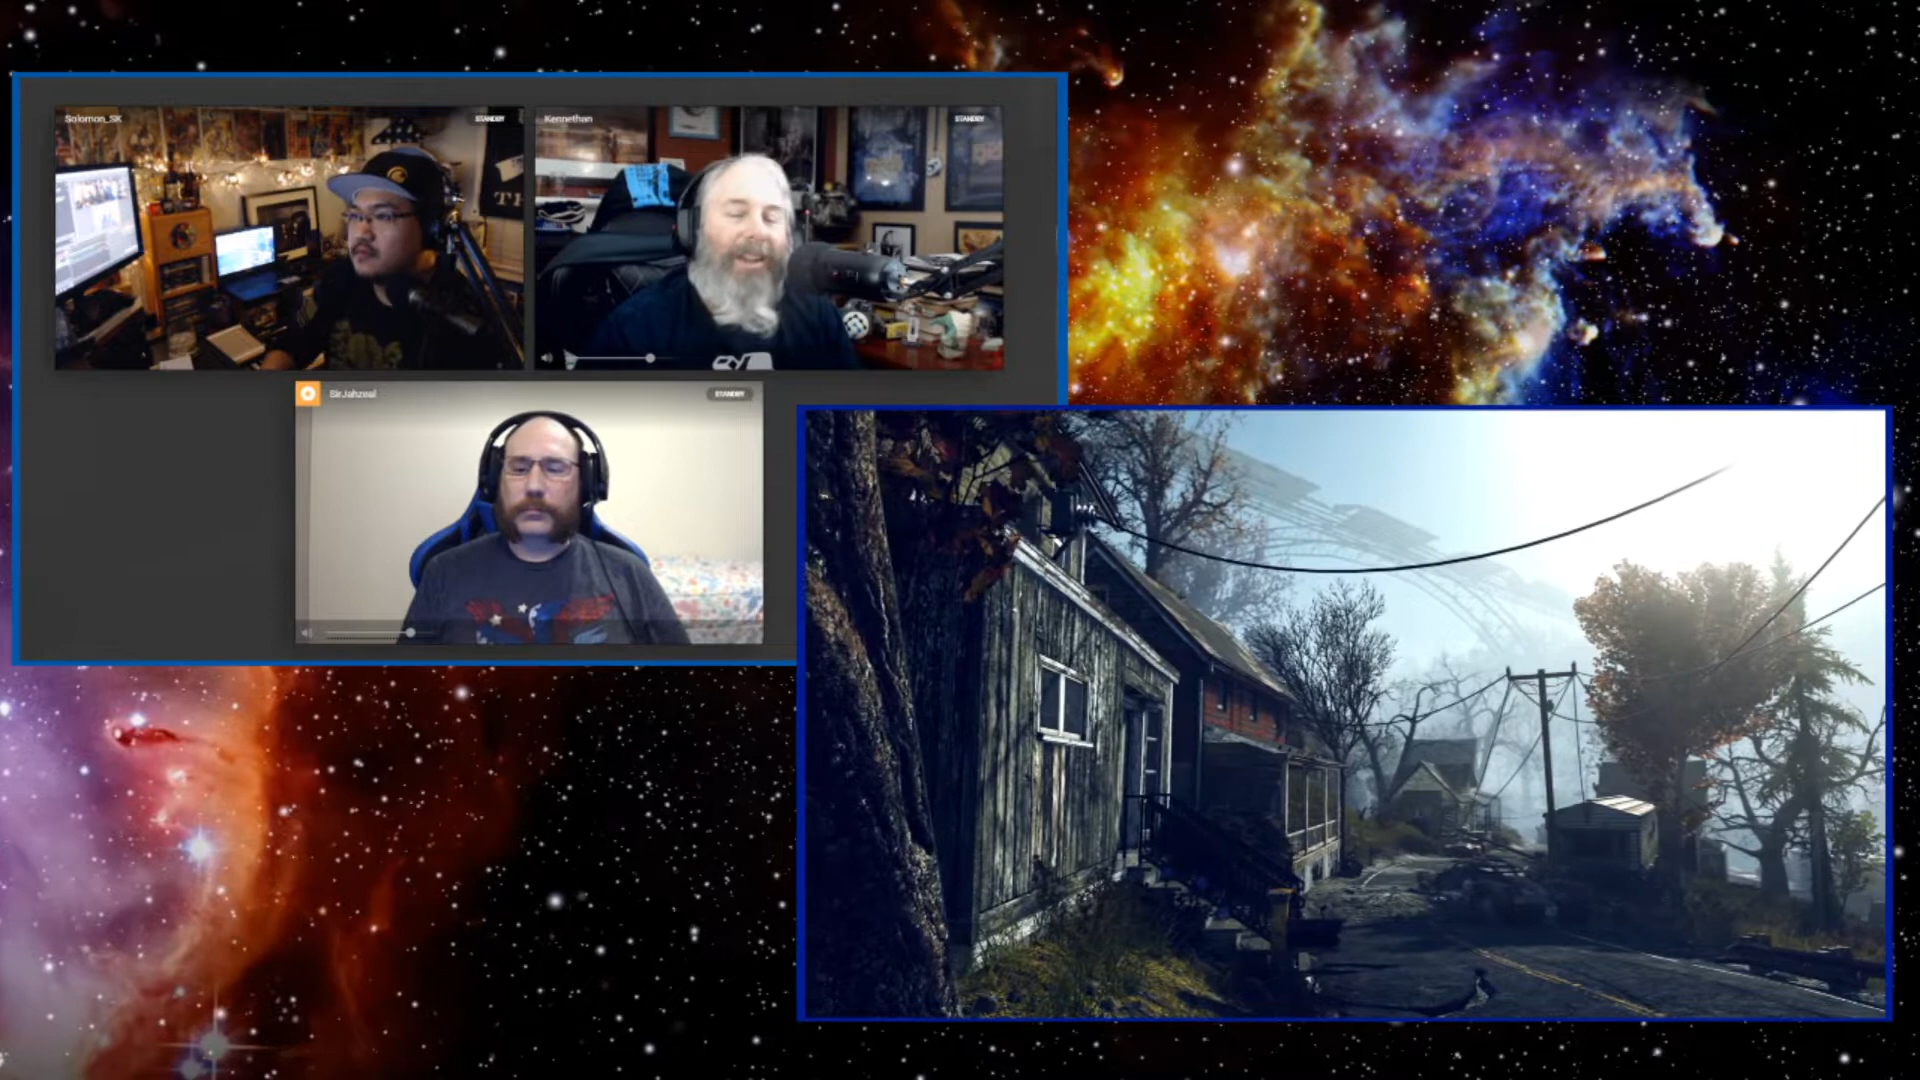 Solomon_SK
STANDBY
Kennethan
STANDBY
SirJahzeal
STANDBY